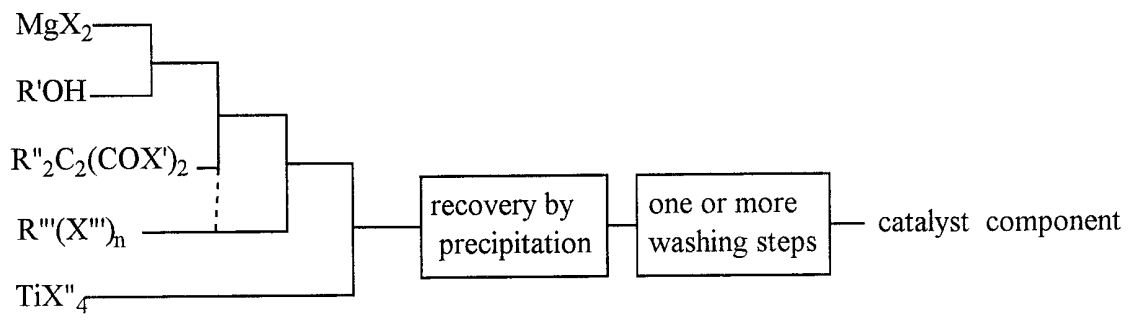 MgX₂
R'OH
R"₂C₂(COX')₂
R'''(X''')ₙ
TiX"₄
recovery by
precipitation
one or more
washing steps
catalyst component